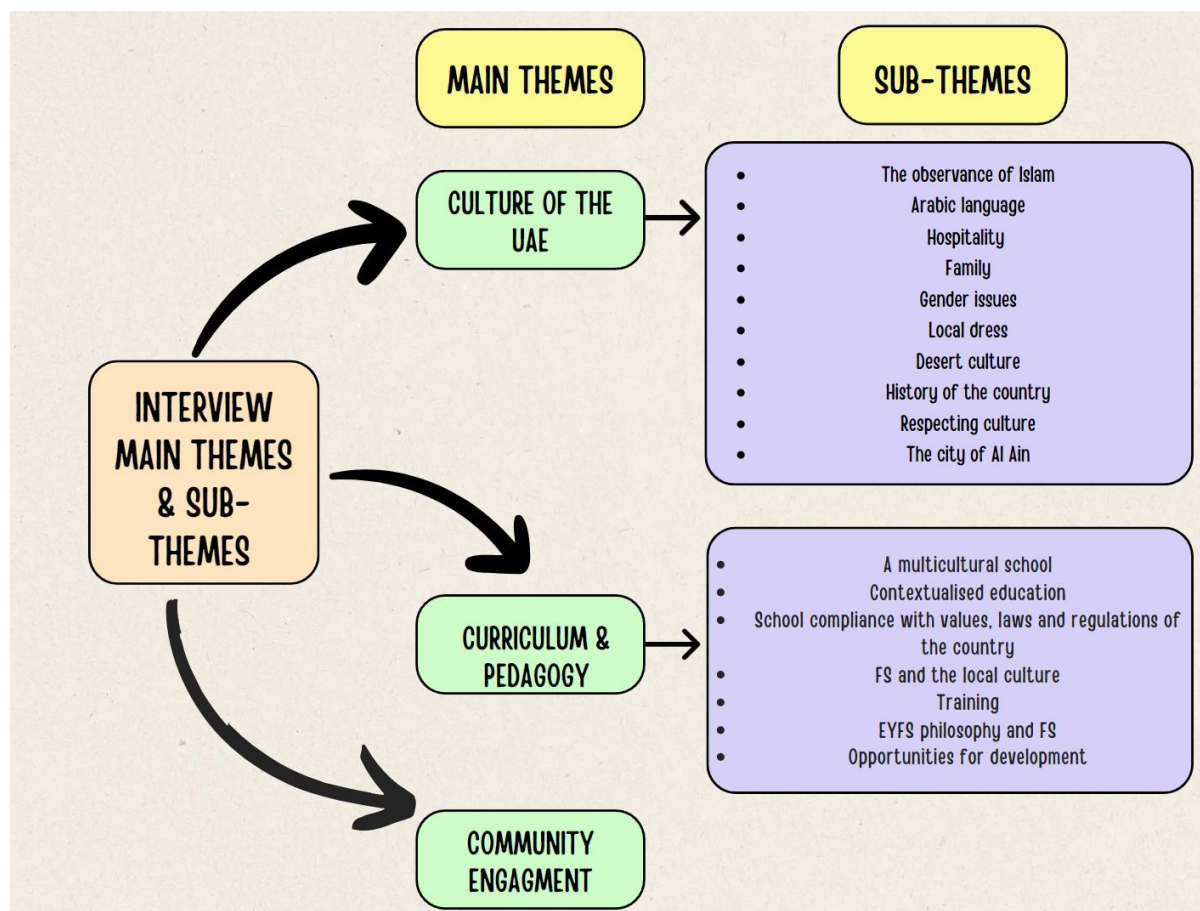 MAIN THEMES
SUB-THEMES
CULTURE OF THE
UAE
• The observance of Islam
• Arabic language
• Hospitality
• Family
• Gender issues
• Local dress
• Desert culture
• History of the country
• Respecting culture
• The city of Al Ain
INTERVIEW
MAIN THEMES
& SUB-
THEMES
CURRICULUM &
PEDAGOGY
• A multicultural school
• Contextualised education
• School compliance with values, laws and regulations of
the country
• FS and the local culture
• Training
• EYFS philosophy and FS
• Opportunities for development
COMMUNITY
ENGAGMENT